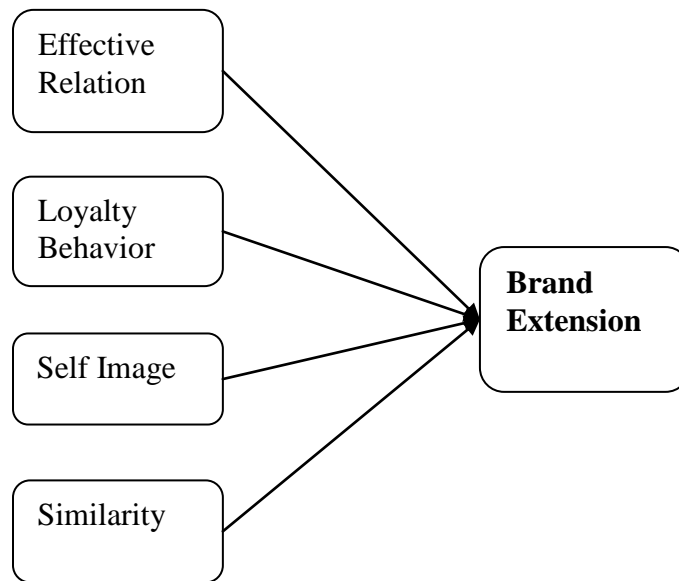 Effective
Relation
Loyalty
Behavior
Brand
Extension
Self Image
Similarity